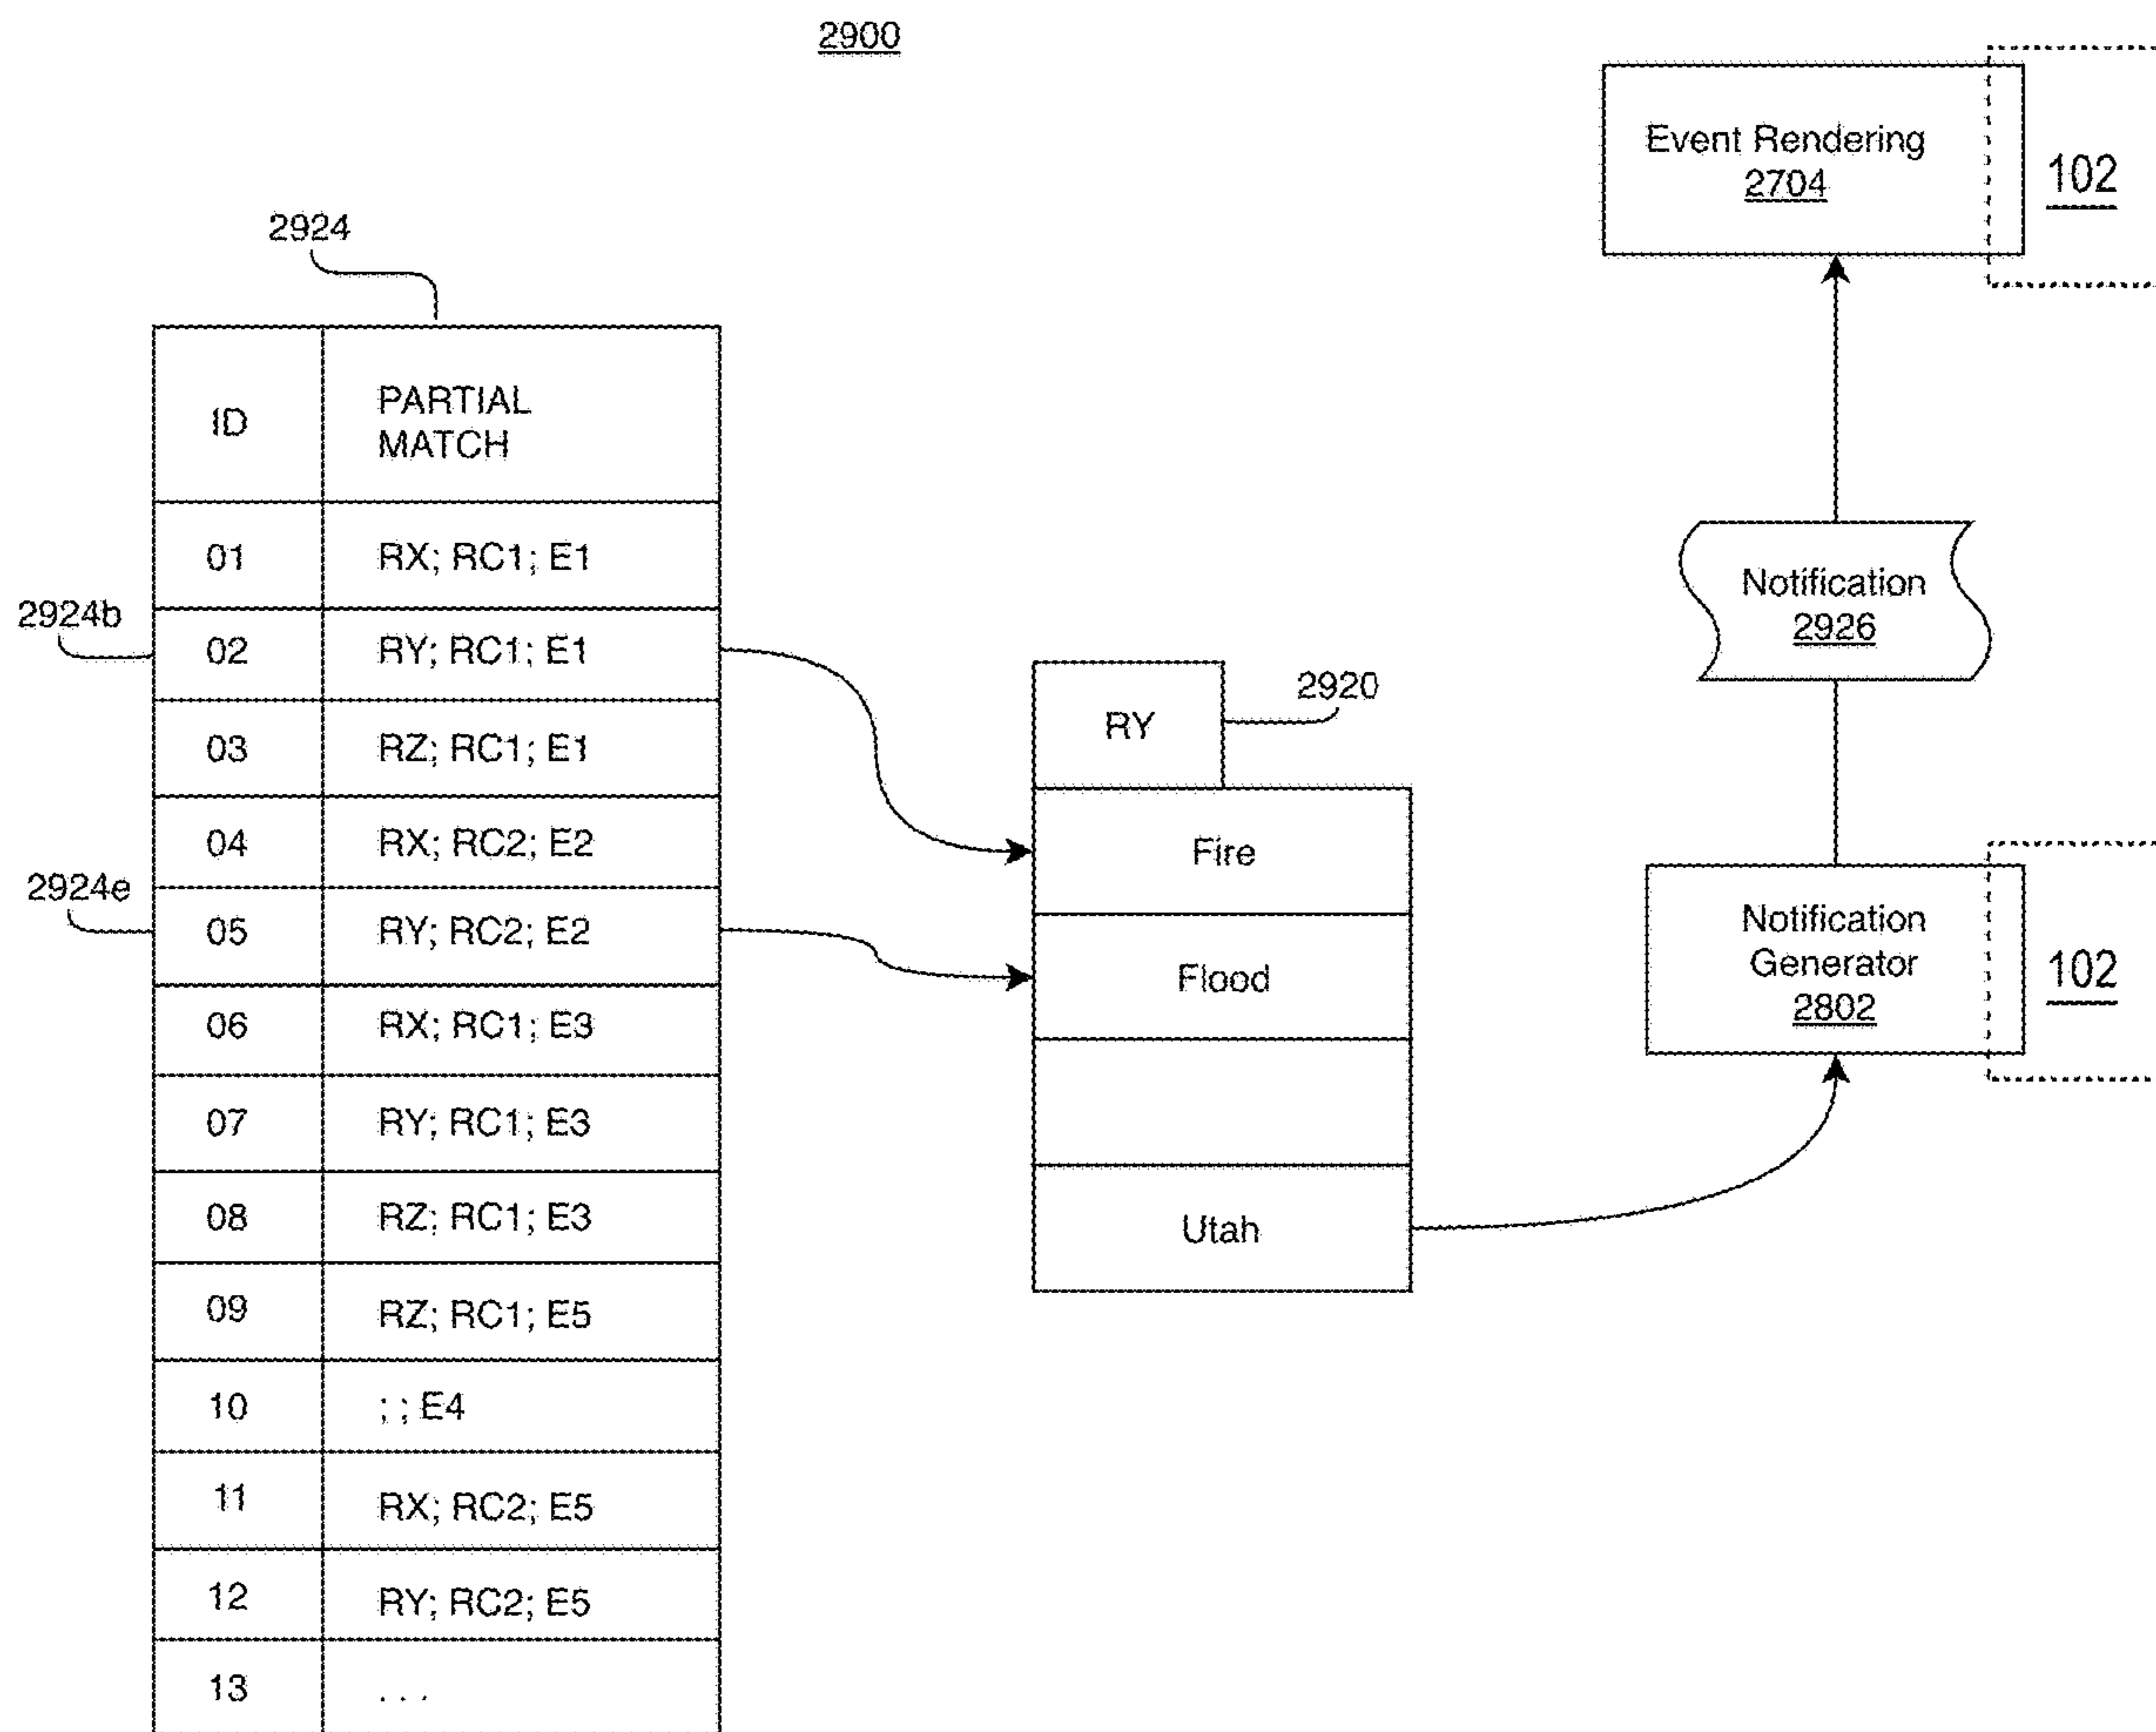 2900
2924
ID
PARTIAL
MATCH
01
RX; RC1; E1
2924b
02
RY; RC1; E1
03
RZ; RC1; E1
04
RX; RC2; E2
2924e
05
RY; RC2; E2
06
RX; RC1; E3
07
RY; RC1; E3
08
RZ; RC1; E3
09
RZ; RC1; E5
10
; ; E4
11
RX; RC2; E5
12
RY; RC2; E5
13
. . .
RY
2920
Fire
Flood
Utah
Event Rendering
2704
102
Notification
2926
Notification
Generator
2802
102